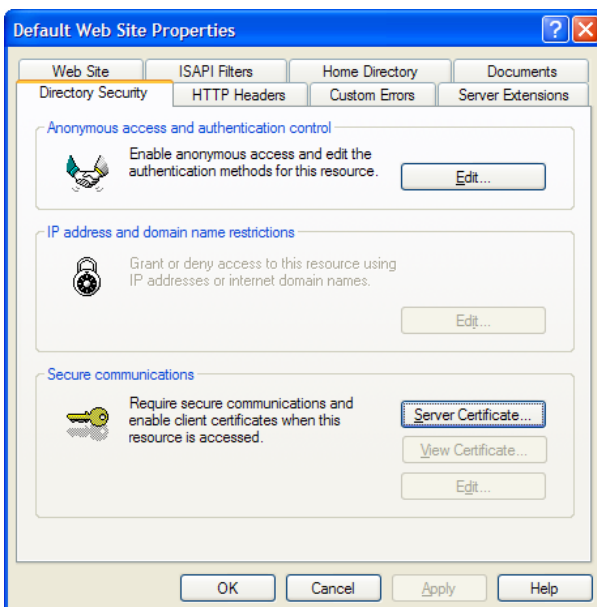 Default Web Site Properties
Web Site
ISAPI Filters
Home Directory
Documents
Directory Security
HTTP Headers
Custom Errors
Server Extensions
Anonymous access and authentication control
Enable anonymous access and edit the
authentication methods for this resource.
Edit...
IP address and domain name restrictions
Grant or deny access to this resource using
IP addresses or internet domain names.
Edit...
Secure communications
Require secure communications and
enable client certificates when this
resource is accessed.
Server Certificate...
View Certificate...
Edit...
OK
Cancel
Apply
Help